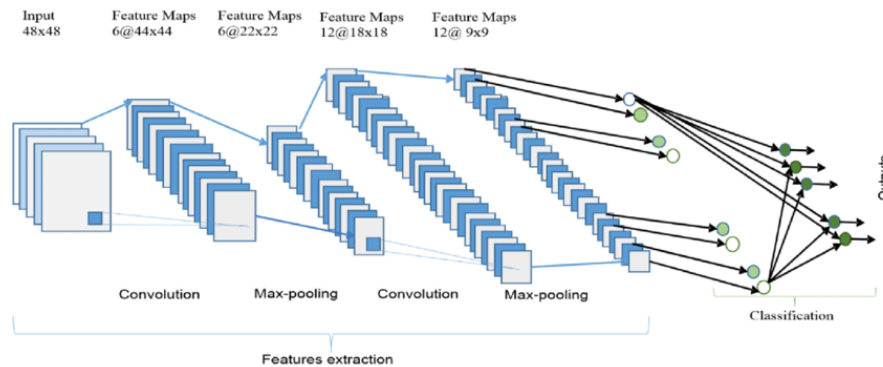 Input
48x48
Feature Maps
6@44x44
Feature Maps
6@22x22
Feature Maps
12@18x18
Feature Maps
12@ 9x9
Outputs
Convolution
Max-pooling
Convolution
Max-pooling
Classification
Features extraction